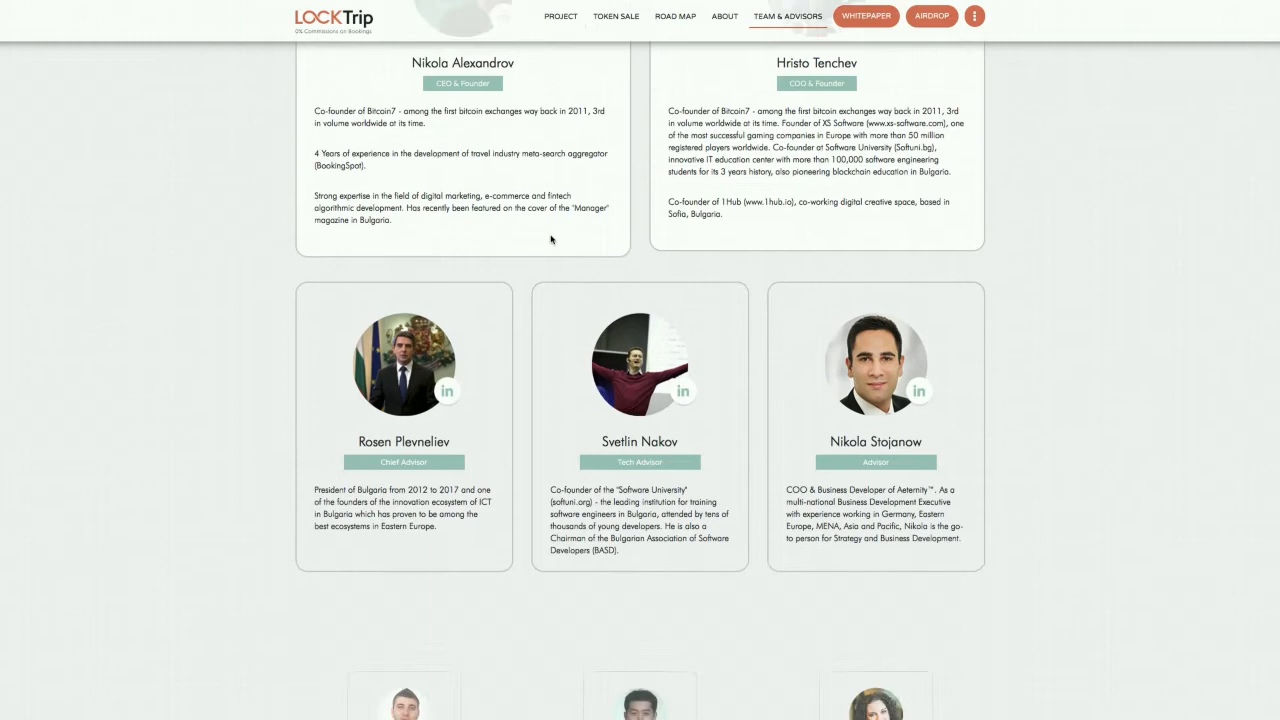 LOCKTrip
0% Commissions on Bookings
PROJECT TOKEN SALE ROAD MAP ABOUT TEAM & ADVISORS WHITEPAPER AIRDROP
Nikola Alexandrov
CEO & Founder
Co-founder of Bitcoin7 - among the first bitcoin exchanges way back in 2011, 3rd
in volume worldwide at its time.
4 Years of experience in the development of travel industry meta-search aggregator
(BookingSpot).
Strong expertise in the field of digital marketing, e-commerce and fintech
algorithmic development. Has recently been featured on the cover of the "Manager"
magazine in Bulgaria.
Hristo Tenchev
COO & Founder
Co-founder of Bitcoin7 - among the first bitcoin exchanges way back in 2011, 3rd
in volume worldwide at its time. Founder of XS Software (www.xs-software.com), one
of the most successful gaming companies in Europe with more than 50 million
registered players worldwide. Co-founder at Software University (Softuni.bg),
innovative IT education center with more than 100,000 software engineering
students for its 3 years history, also pioneering blockchain education in Bulgaria.
Co-founder of 1Hub (www.1hub.io), co-working digital creative space, based in
Sofia, Bulgaria.
in
Rosen Plevneliev
Chief Advisor
President of Bulgaria from 2012 to 2017 and one
of the founders of the innovation ecosystem of ICT
in Bulgaria which has proven to be among the
best ecosystems in Eastern Europe.
in
Svetlin Nakov
Tech Advisor
Co-founder of the "Software University"
(softuni.org) - the leading institution for training
software engineers in Bulgaria, attended by tens of
thousands of young developers. He is also a
Chairman of the Bulgarian Association of Software
Developers (BASD).
in
Nikola Stojanow
Advisor
COO & Business Developer of Aeternity™. As a
multi-national Business Development Executive
with experience working in Germany, Eastern
Europe, MENA, Asia and Pacific, Nikola is the go-
to person for Strategy and Business Development.